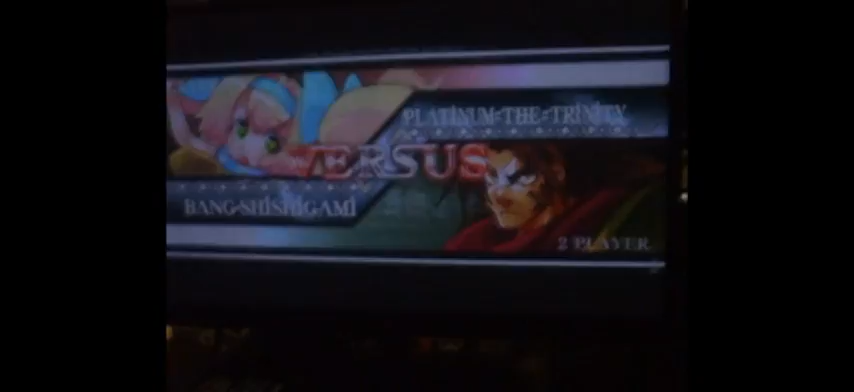 PLATINUM=THE=TRINITY
VERSUS
BANG=SHISHIGAMI
2 PLAYER